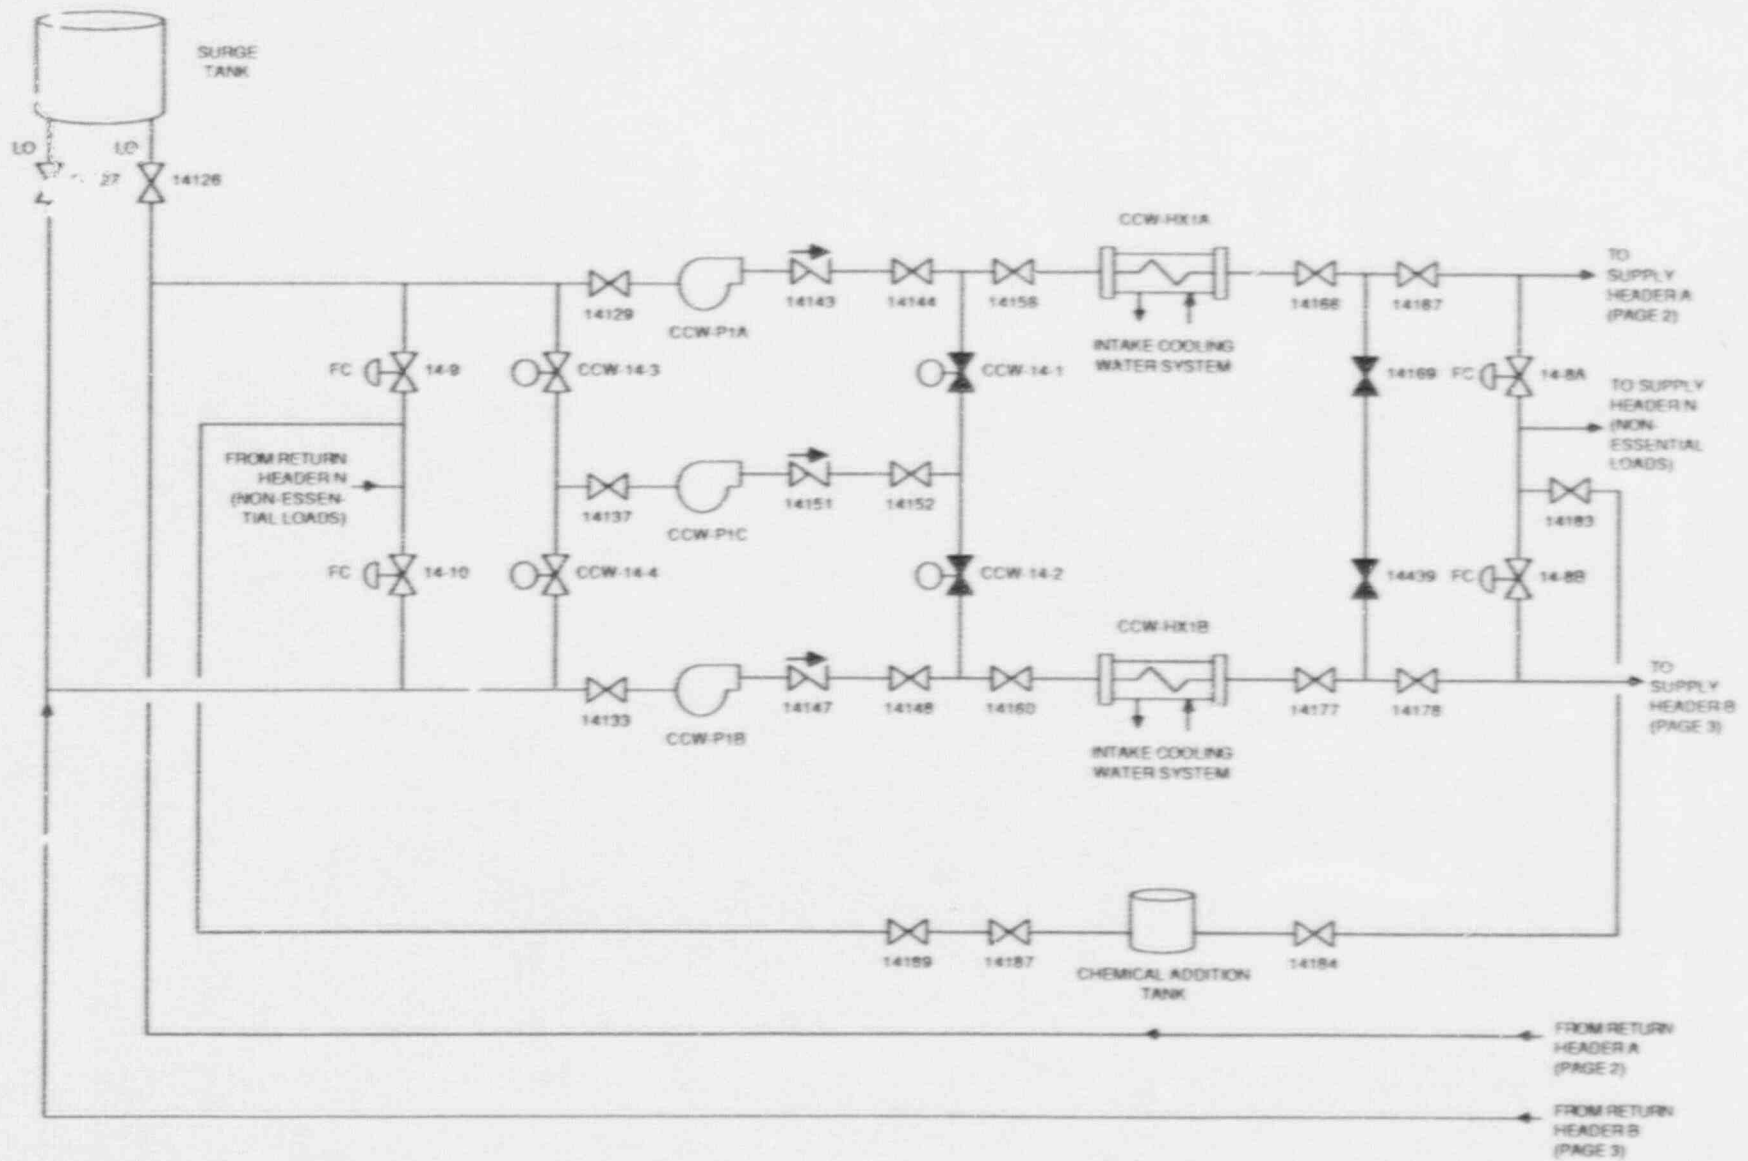 SURGE
TANK
LO
LO
27
14126
CCW-HX1A
TO
SUPPLY
HEADER A
(PAGE 2)
14129
CCW-P1A
14143
14144
14156
14166
14167
INTAKE COOLING
WATER SYSTEM
FC
14-9
CCW-14-3
CCW-14-1
14169
FC
14-8A
TO SUPPLY
HEADER N
(NON-
ESSENTIAL
LOADS)
FROM RETURN
HEADER N
(NON-ESSEN-
TIAL LOADS)
14137
CCW-P1C
14151
14152
14183
FC
14-10
CCW-14-4
CCW-14-2
14439
FC
14-8B
CCW-HX1B
TO
SUPPLY
HEADER B
(PAGE 3)
14133
CCW-P1B
14147
14148
14160
14177
14178
INTAKE COOLING
WATER SYSTEM
14189
14187
CHEMICAL ADDITION
TANK
14184
FROM RETURN
HEADER A
(PAGE 2)
FROM RETURN
HEADER B
(PAGE 3)